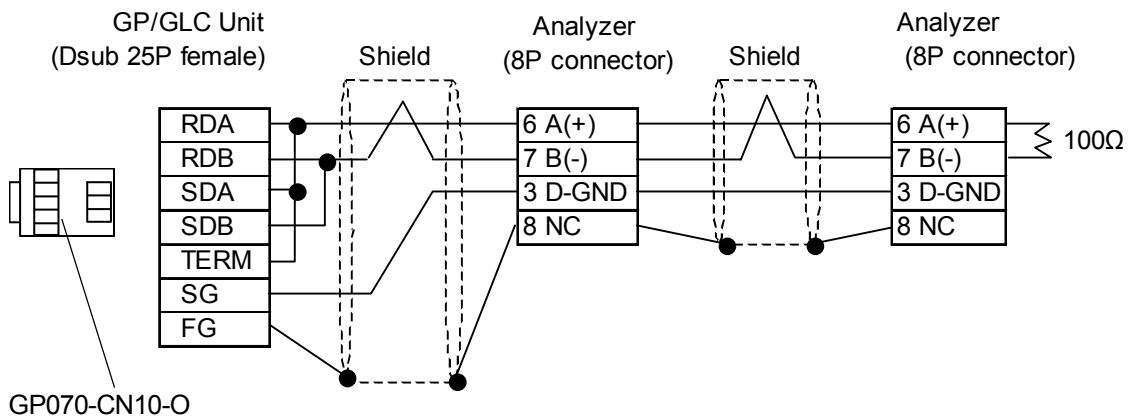 GP/GLC Unit
(Dsub 25P female)
Shield
Analyzer
(8P connector)
Shield
Analyzer
(8P connector)
RDA
RDB
SDA
SDB
TERM
SG
FG
6 A(+)
7 B(-)
3 D-GND
8 NC
6 A(+)
7 B(-)
3 D-GND
8 NC
100Ω
GP070-CN10-O